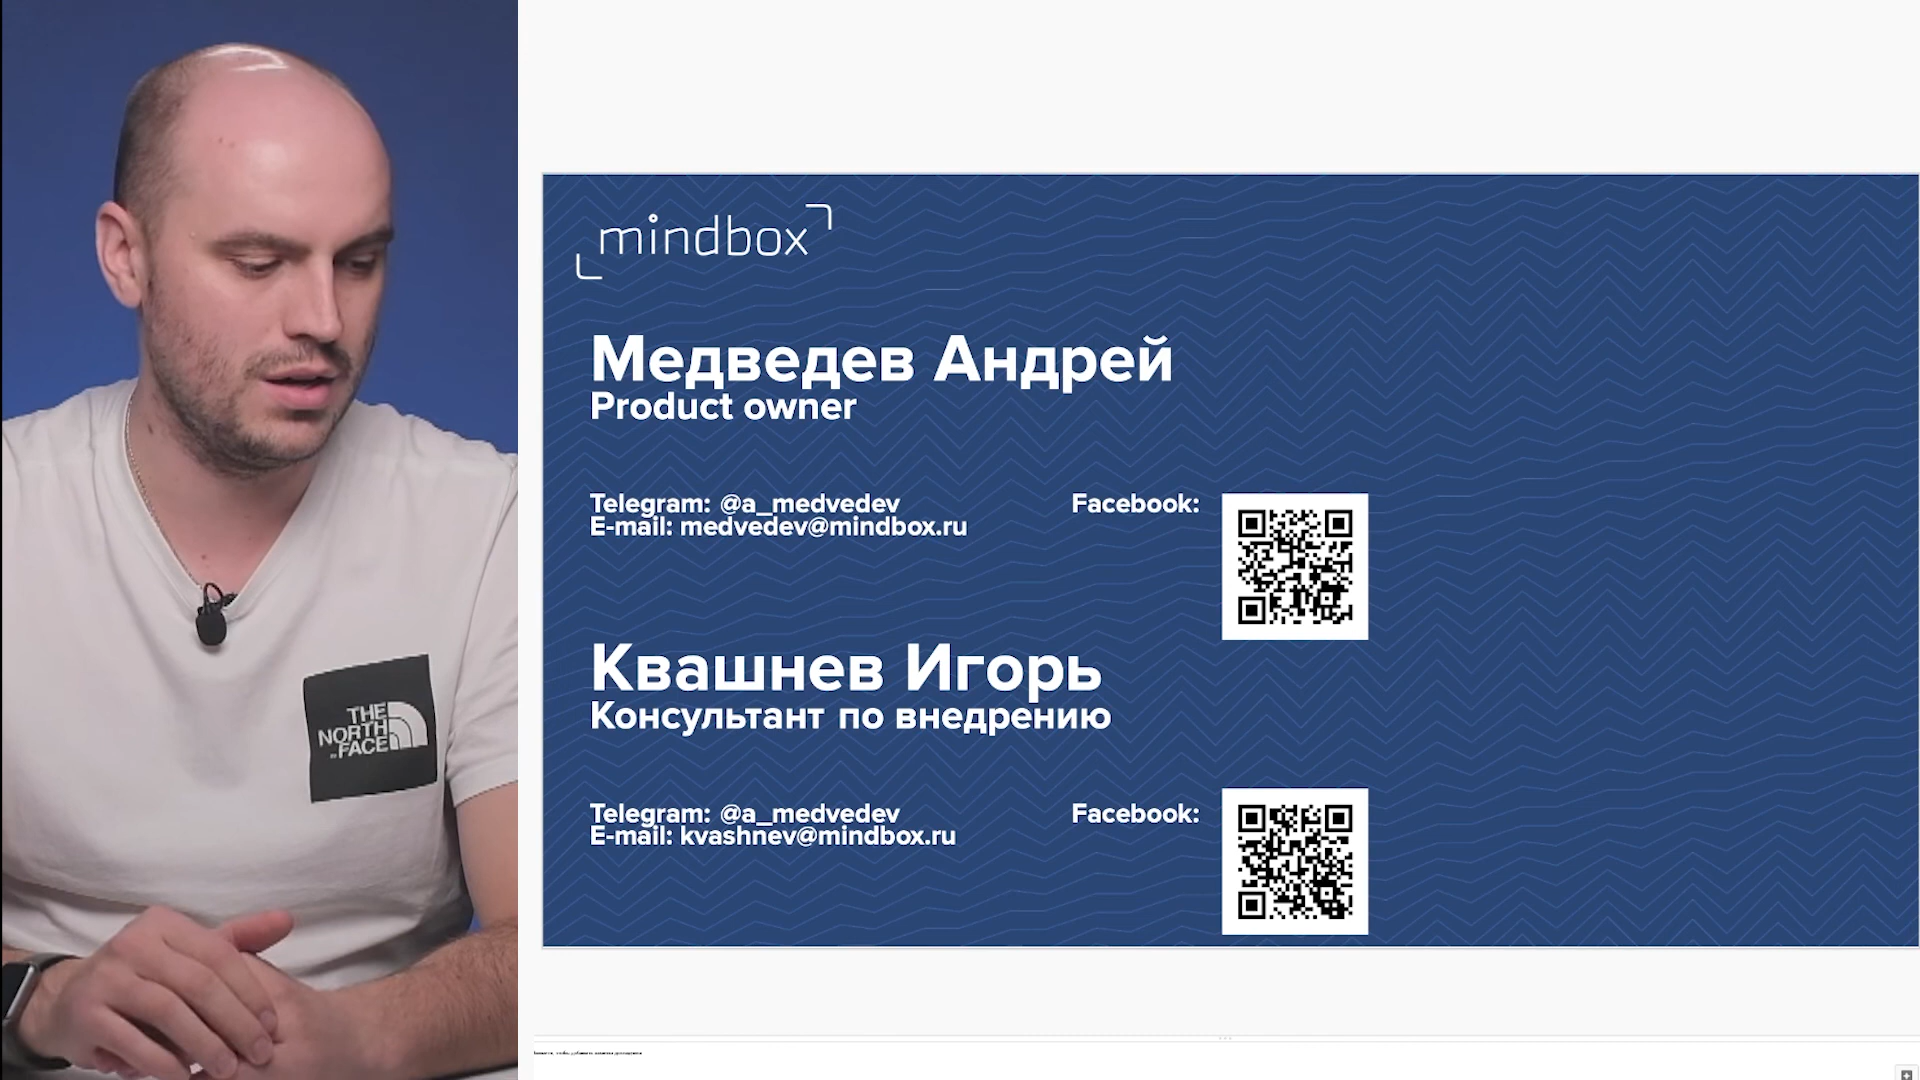 THE
NORTH
FACE
mindbox
Медведев Андрей
Product owner
Telegram: @a_medvedev
E-mail: medvedev@mindbox.ru
Facebook:
Квашнев Игорь
Консультант по внедрению
Telegram: @a_medvedev
E-mail: kvashnev@mindbox.ru
Facebook: